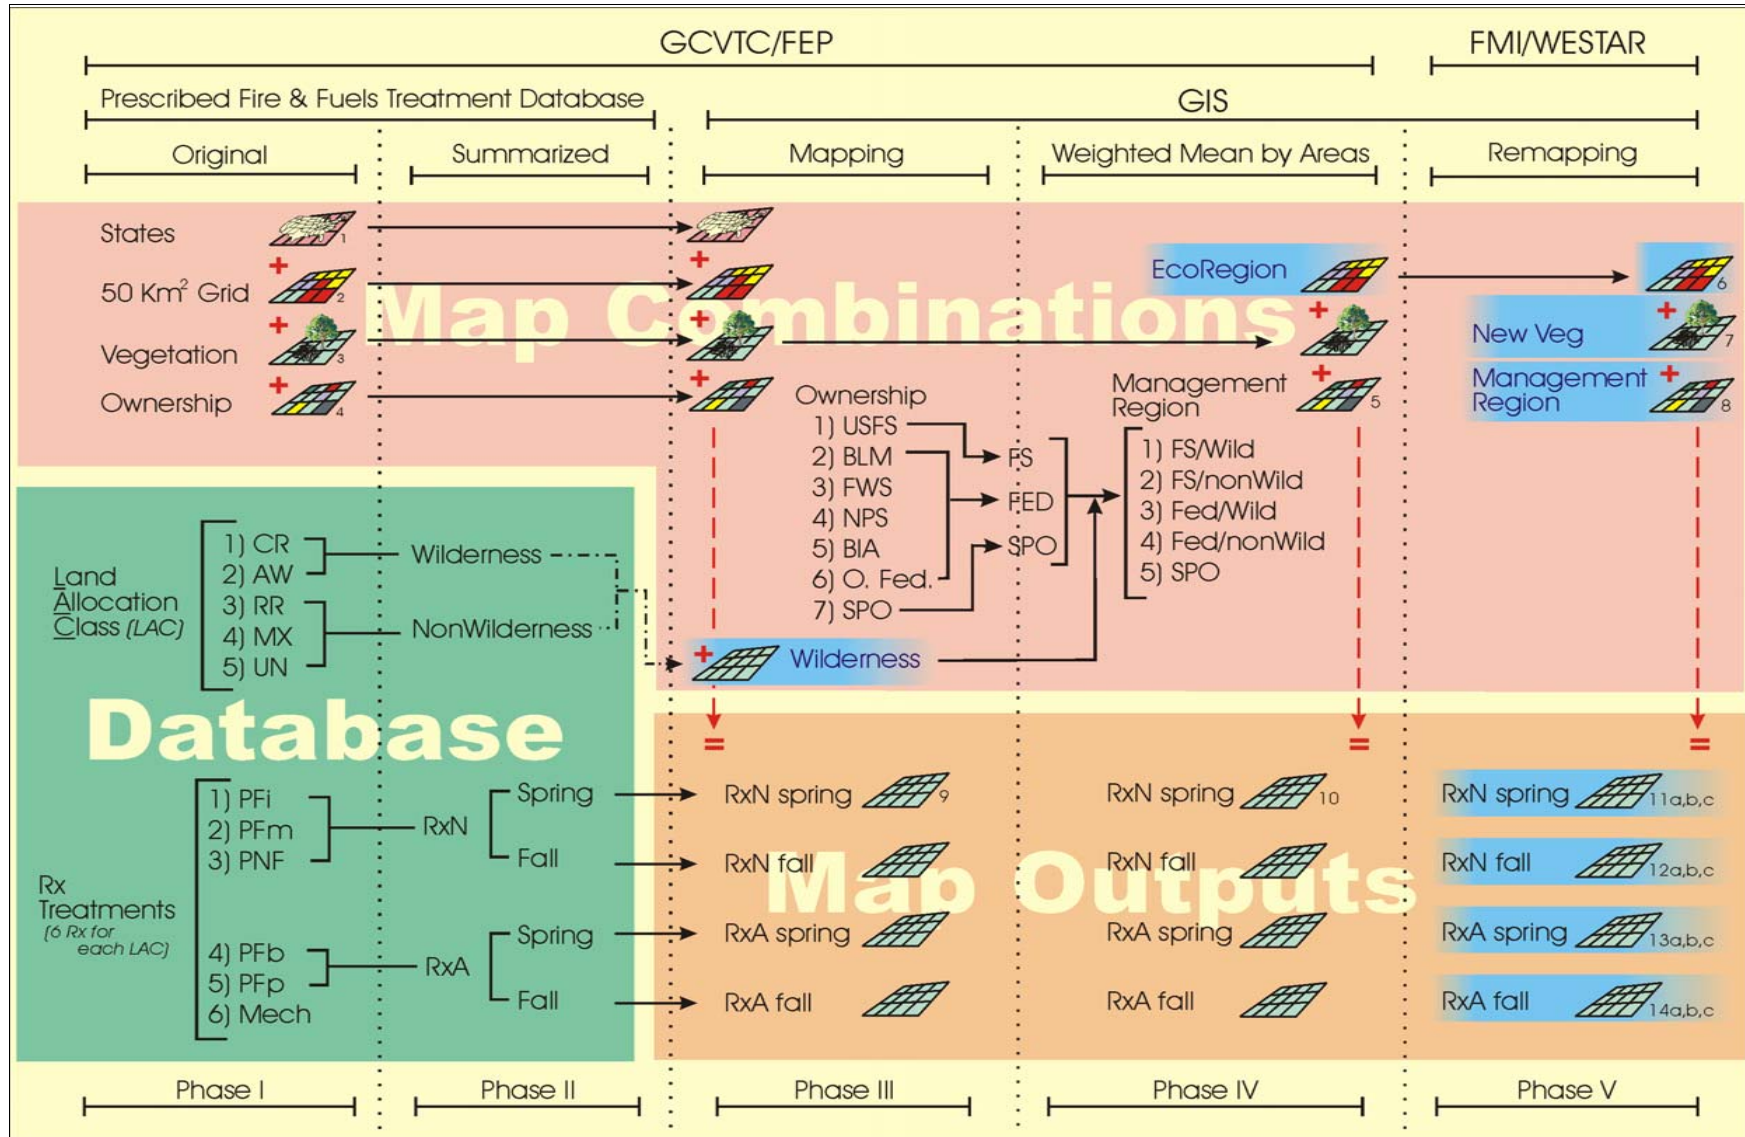 GCVTC/FEP
FMI/WESTAR
Prescribed Fire & Fuels Treatment Database
GIS
Original
Summarized
Mapping
Weighted Mean by Areas
Remapping
Map Combinations
States
1
+
50 Km² Grid
2
+
Vegetation
3
+
Ownership
4
+
+
+
EcoRegion
6
+
New Veg
+
7
Management
Region
+
5
Management
Region
+
8
Ownership
1) USFS
2) BLM
3) FWS
4) NPS
5) BIA
6) O. Fed.
7) SPO
FS
FED
SPO
1) FS/Wild
2) FS/nonWild
3) Fed/Wild
4) Fed/nonWild
5) SPO
+
Wilderness
=
=
=
Database
Land
Allocation
Class (LAC)
1) CR
2) AW
3) RR
4) MX
5) UN
Wilderness
NonWilderness
Rx
Treatments
(6 Rx for
each LAC)
1) PFi
2) PFm
3) PNF
4) PFb
5) PFp
6) Mech
RxN
Spring
Fall
RxA
Spring
Fall
Map Outputs
RxN spring
9
RxN spring
10
RxN spring
11a,b,c
RxN fall
RxN fall
RxN fall
12a,b,c
RxA spring
RxA spring
RxA spring
13a,b,c
RxA fall
RxA fall
RxA fall
14a,b,c
Phase I
Phase II
Phase III
Phase IV
Phase V